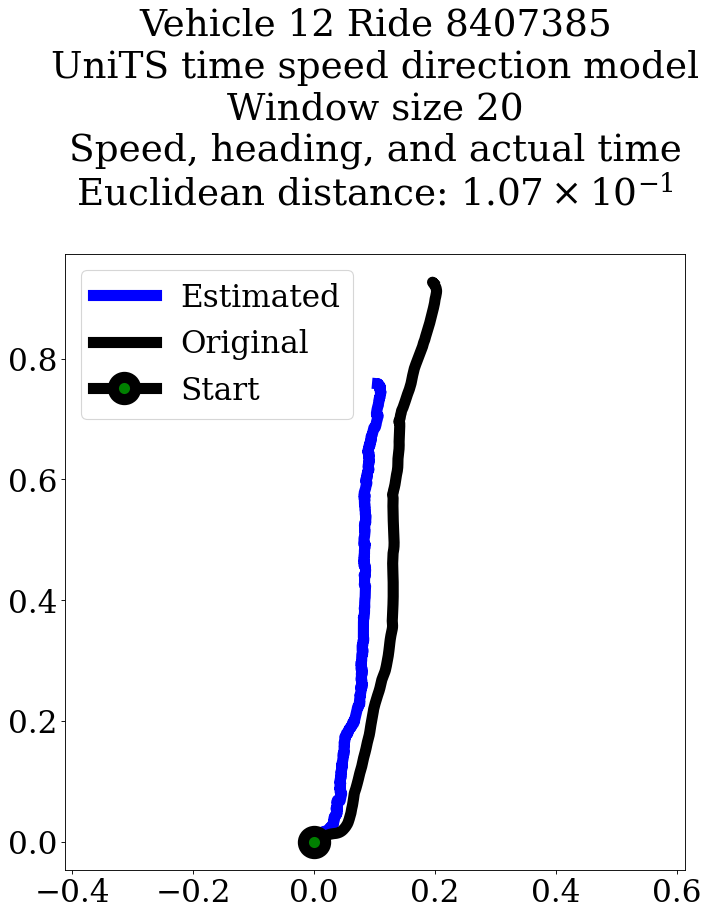 Vehicle 12 Ride 8407385
UniTS time speed direction model
Window size 20
Speed, heading, and actual time
Euclidean distance: 1.07 × 10⁻¹
Estimated
Original
Start
0.8
0.6
0.4
0.2
0.0
−0.4 −0.2 0.0 0.2 0.4 0.6